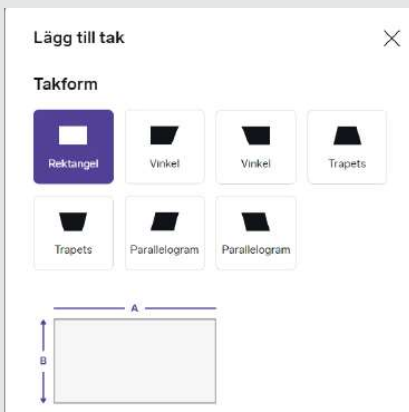 Lägg till tak
Takform
Rektangel
Vinkel
Vinkel
Trapets
Trapets
Parallelogram
Parallelogram
A
B